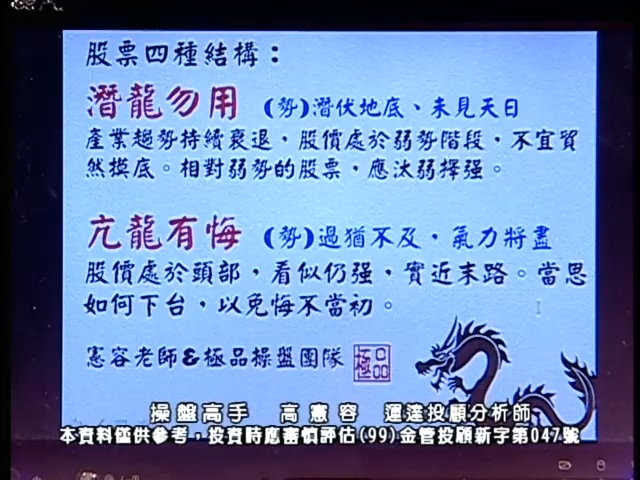 股票四種結構：
潛龍勿用 (勢)潛伏地底、未見天日
產業趨勢持續衰退，股價處於弱勢階段，不宜貿
然摸底。相對弱勢的股票，應汰弱擇强。
亢龍有悔 (勢)過猶不及，氣力將盡
股價處於頭部，看似仍强，實近末路。當思
如何下台，以免悔不當初。
憲容老師&極品操盤團隊 極品
操盤高手 高憲容 運達投顧分析師
本資料僅供參考，投資時應審慎評估(99)金管投顧新字第047號